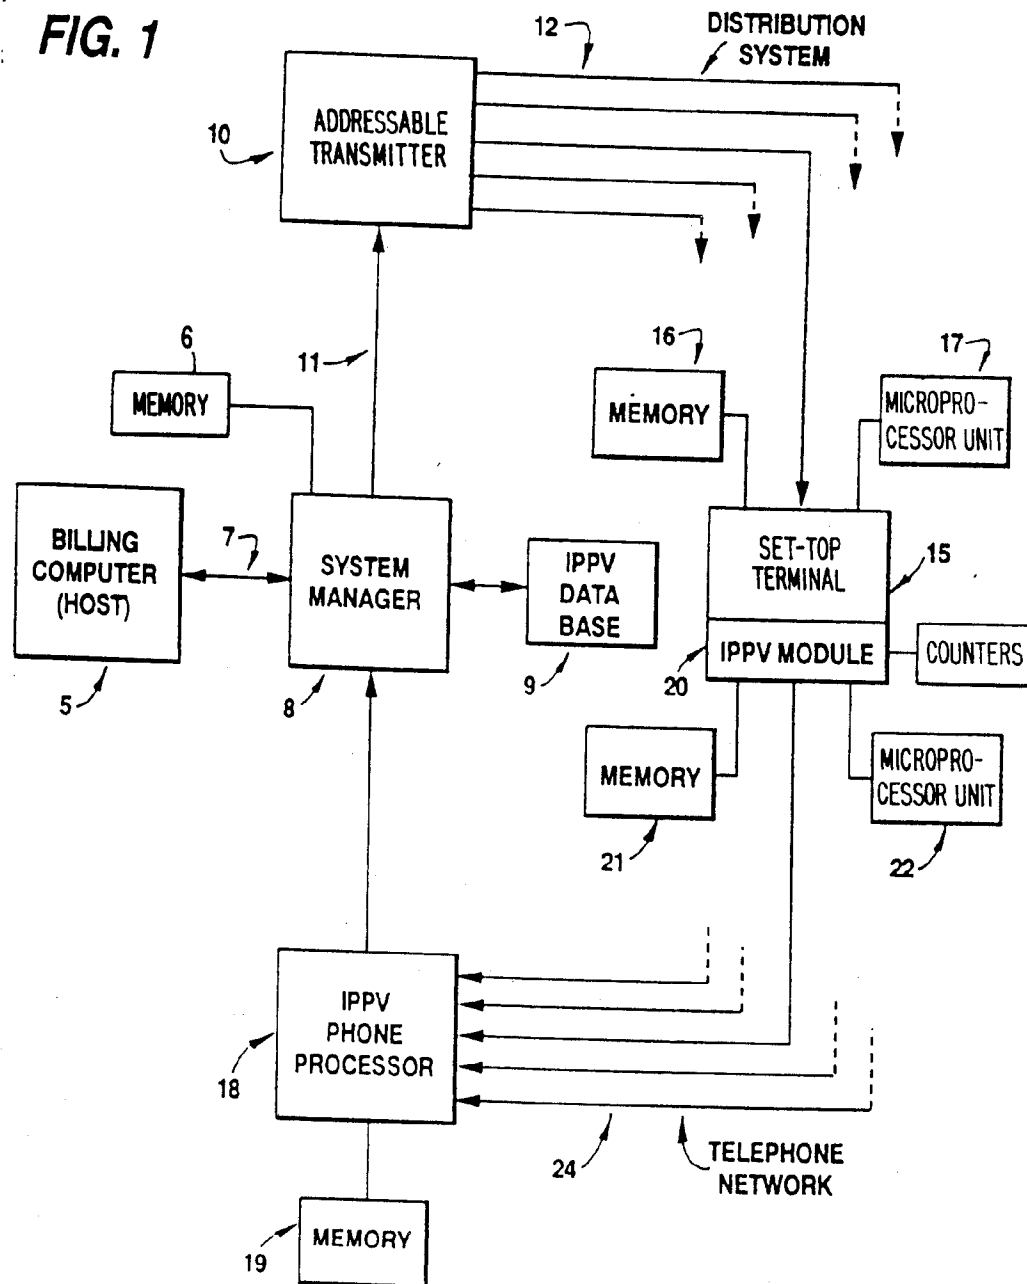 FIG. 1
12
DISTRIBUTION
SYSTEM
10
ADDRESSABLE
TRANSMITTER
11
6
MEMORY
16
MEMORY
17
MICROPRO-
CESSOR UNIT
BILLING
COMPUTER
(HOST)
5
7
SYSTEM
MANAGER
8
IPPV
DATA
BASE
9
SET-TOP
TERMINAL
15
20
IPPV MODULE
COUNTERS
MEMORY
21
MICROPRO-
CESSOR UNIT
22
IPPV
PHONE
PROCESSOR
18
24
TELEPHONE
NETWORK
19
MEMORY